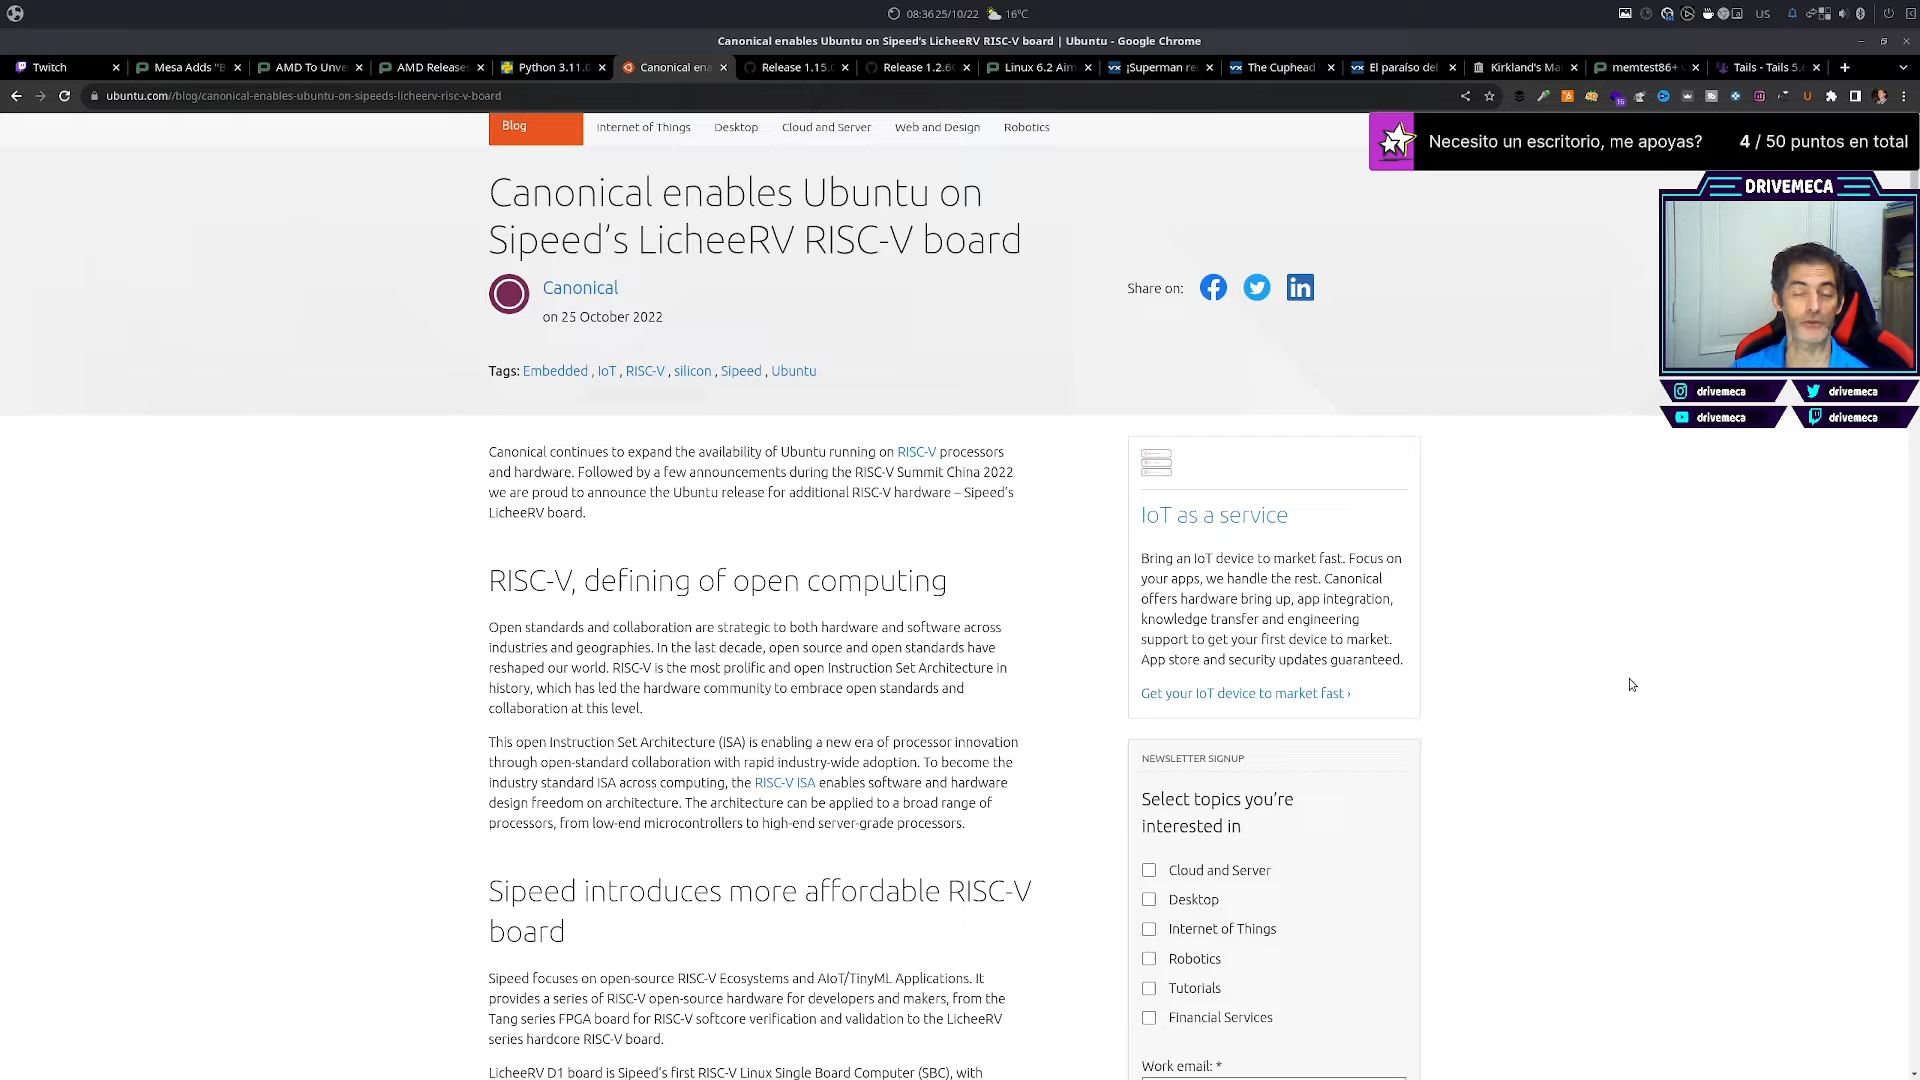 08:36 25/10/22 16°C
US
Canonical enables Ubuntu on Sipeed's LicheeRV RISC-V board | Ubuntu - Google Chrome
Twitch
Mesa Adds "B
AMD To Unve
AMD Releases
Python 3.11.0
Canonical ena
Release 1.15.
Release 1.2.6
Linux 6.2 Aim
¡Superman re
The Cuphead
El paraíso del
Kirkland's Ma
memtest86+
Tails - Tails 5.
ubuntu.com//blog/canonical-enables-ubuntu-on-sipeeds-licheerv-risc-v-board
Blog
Internet of Things
Desktop
Cloud and Server
Web and Design
Robotics
Necesito un escritorio, me apoyas? 4 / 50 puntos en total
DRIVEMECA
drivemeca
drivemeca
drivemeca
drivemeca
Canonical enables Ubuntu on
Sipeed's LicheeRV RISC-V board
Canonical
on 25 October 2022
Share on:
Tags: Embedded , IoT , RISC-V , silicon , Sipeed , Ubuntu
Canonical continues to expand the availability of Ubuntu running on RISC-V processors
and hardware. Followed by a few announcements during the RISC-V Summit China 2022
we are proud to announce the Ubuntu release for additional RISC-V hardware – Sipeed's
LicheeRV board.
RISC-V, defining of open computing
Open standards and collaboration are strategic to both hardware and software across
industries and geographies. In the last decade, open source and open standards have
reshaped our world. RISC-V is the most prolific and open Instruction Set Architecture in
history, which has led the hardware community to embrace open standards and
collaboration at this level.
This open Instruction Set Architecture (ISA) is enabling a new era of processor innovation
through open-standard collaboration with rapid industry-wide adoption. To become the
industry standard ISA across computing, the RISC-V ISA enables software and hardware
design freedom on architecture. The architecture can be applied to a broad range of
processors, from low-end microcontrollers to high-end server-grade processors.
Sipeed introduces more affordable RISC-V
board
Sipeed focuses on open-source RISC-V Ecosystems and AIoT/TinyML Applications. It
provides a series of RISC-V open-source hardware for developers and makers, from the
Tang series FPGA board for RISC-V softcore verification and validation to the LicheeRV
series hardcore RISC-V board.
LicheeRV D1 board is Sipeed's first RISC-V Linux Single Board Computer (SBC), with
IoT as a service
Bring an IoT device to market fast. Focus on
your apps, we handle the rest. Canonical
offers hardware bring up, app integration,
knowledge transfer and engineering
support to get your first device to market.
App store and security updates guaranteed.
Get your IoT device to market fast ›
NEWSLETTER SIGNUP
Select topics you're
interested in
Cloud and Server
Desktop
Internet of Things
Robotics
Tutorials
Financial Services
Work email: *